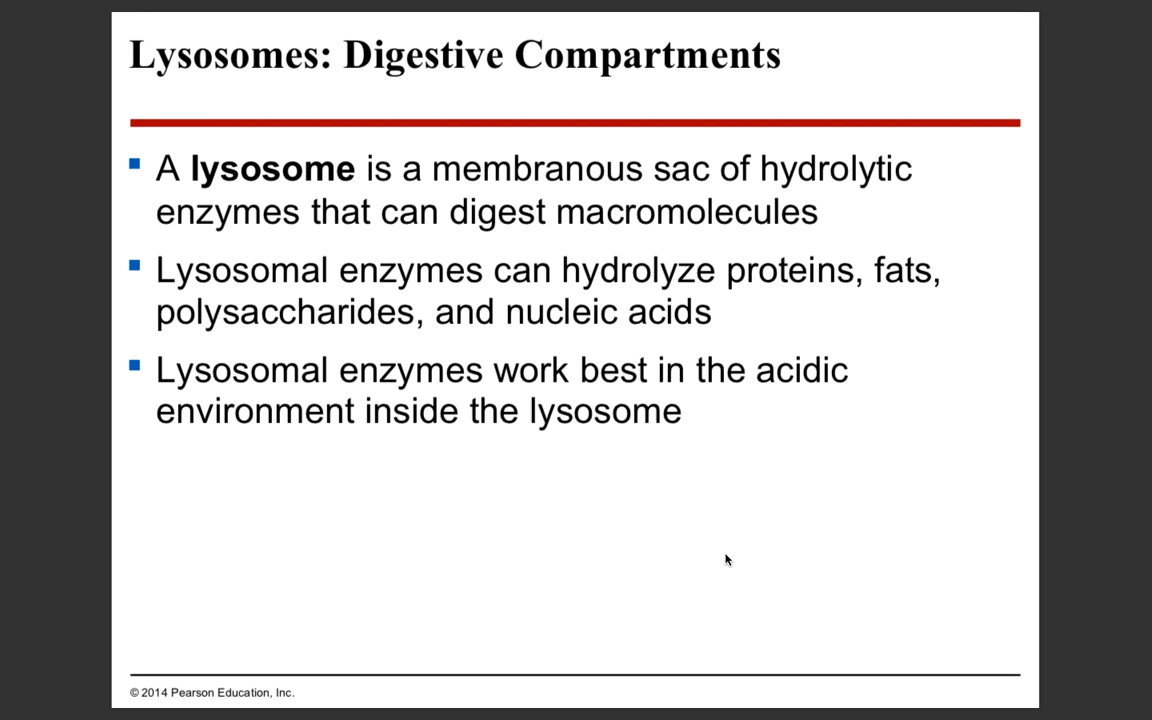 Lysosomes: Digestive Compartments
A lysosome is a membranous sac of hydrolytic
enzymes that can digest macromolecules
Lysosomal enzymes can hydrolyze proteins, fats,
polysaccharides, and nucleic acids
Lysosomal enzymes work best in the acidic
environment inside the lysosome
© 2014 Pearson Education, Inc.